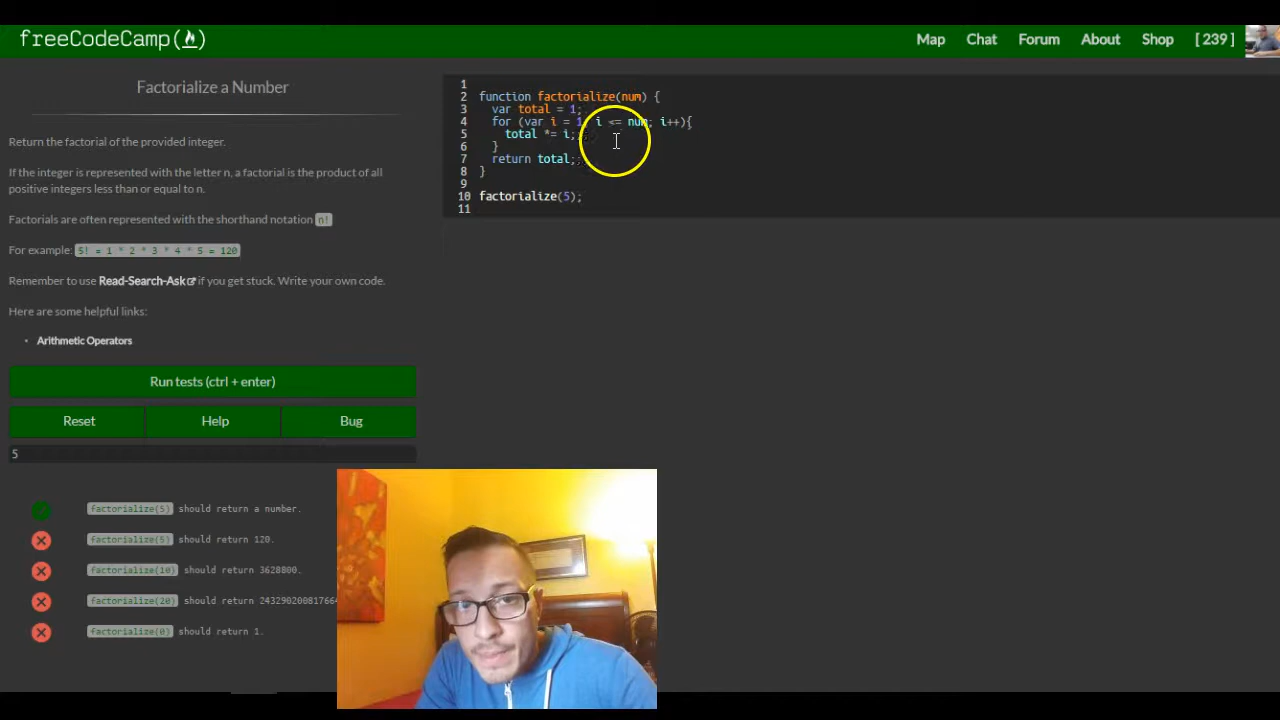 freeCodeCamp(🔥)
Map Chat Forum About Shop [ 239 ]
Factorialize a Number
Return the factorial of the provided integer.
If the integer is represented with the letter n, a factorial is the product of all
positive integers less than or equal to n.
Factorials are often represented with the shorthand notation n!
For example: 5! = 1 * 2 * 3 * 4 * 5 = 120
Remember to use Read-Search-Ask if you get stuck. Write your own code.
Here are some helpful links:
Arithmetic Operators
Run tests (ctrl + enter)
Reset Help Bug
5
factorialize(5) should return a number.
factorialize(5) should return 120.
factorialize(10) should return 3628800.
factorialize(20) should return 24329020081766
factorialize(0) should return 1.
1
2 function factorialize(num) {
3 var total = 1;
4 for (var i = 1; i <= num; i++){
5 total *= i;
6 }
7 return total;
8 }
9
10 factorialize(5);
11